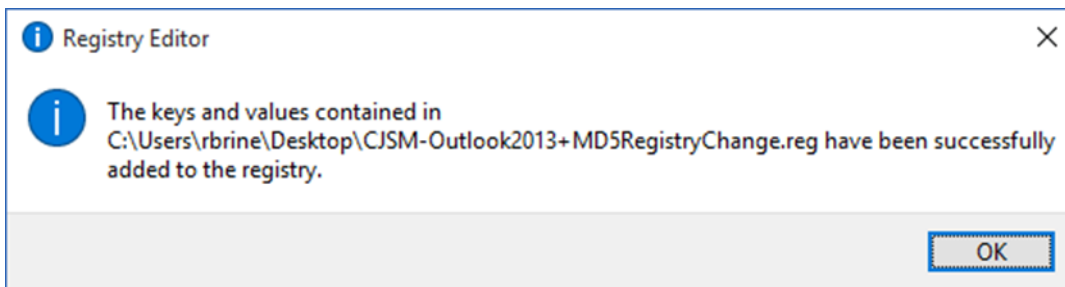 Registry Editor
The keys and values contained in
C:\Users\rbrine\Desktop\CJSM-Outlook2013+MD5RegistryChange.reg have been successfully
added to the registry.
OK